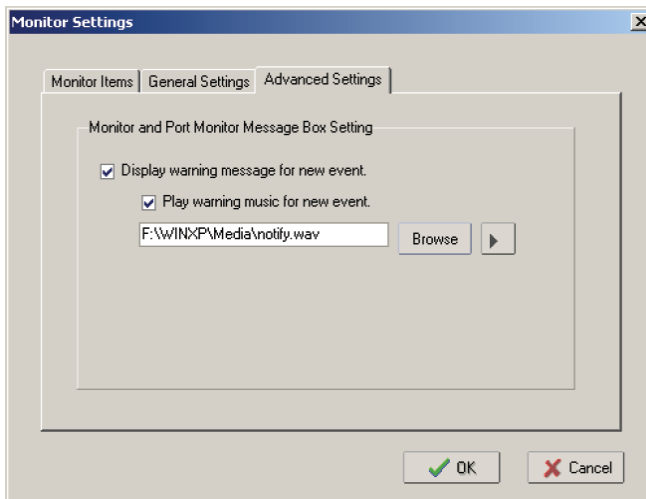 Monitor Settings
Monitor Items General Settings Advanced Settings
Monitor and Port Monitor Message Box Setting
Display warning message for new event.
Play warning music for new event.
F:\WINXP\Media\notify.wav Browse
OK Cancel